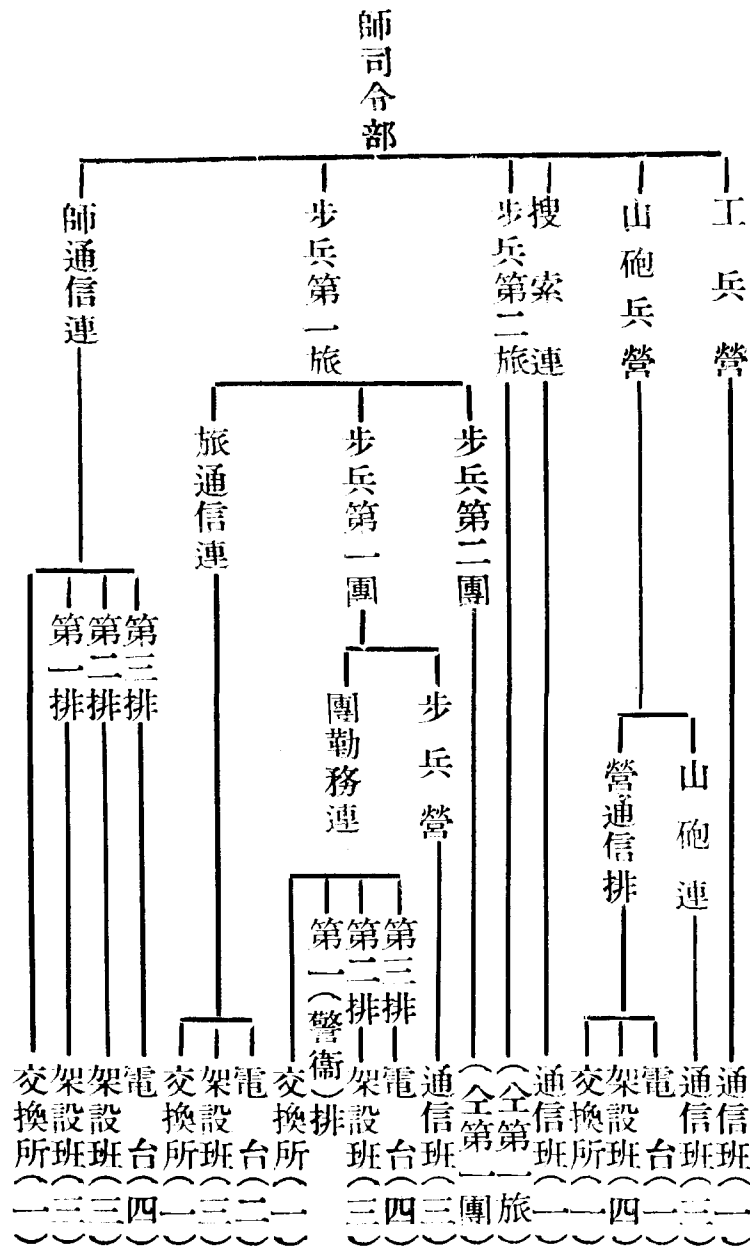 師司令部
工兵營
山砲兵營
搜索連
步兵第二旅
步兵第一旅
師通信連
步兵第二團
步兵第一團
旅通信連
第三排
第二排
第一排
步兵營
團勤務連
山砲連
營通信排
第三排
第二排
第一(警衞)排
通信班(一)
通信班(三)
電台(一)
架設班(四)
交換所(一)
通信班(一)
(仝第一旅)
(仝第一團)
通信班(三)
電台(四)
架設班(三)
交換所(一)
電台(二)
架設班(三)
交換所(一)
電台(四)
架設班(三)
架設班(三)
交換所(一)